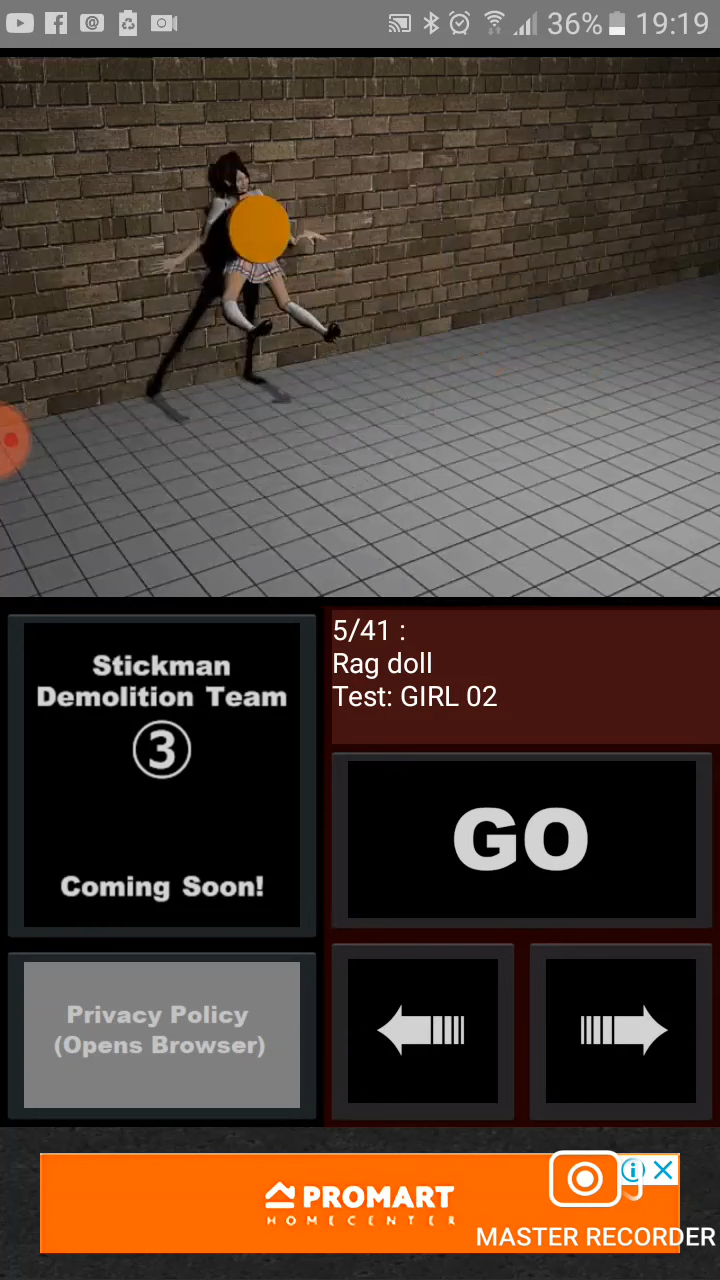 36% 19:19
Stickman
Demolition Team
3
Coming Soon!
5/41 :
Rag doll
Test: GIRL 02
GO
Privacy Policy
(Opens Browser)
PROMART
HOMECENTER
MASTER RECORDER